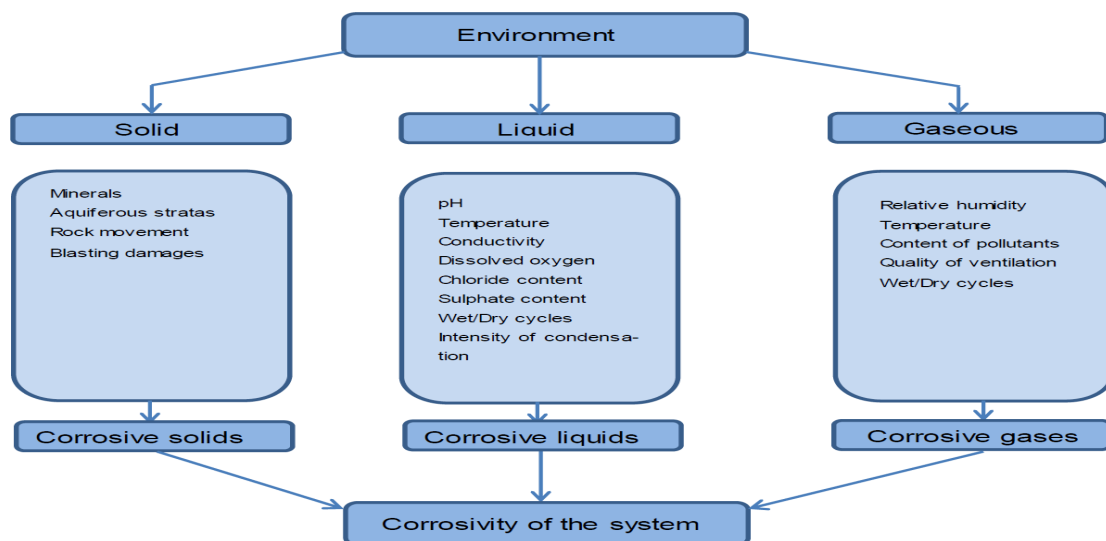 Environment
Solid
Liquid
Gaseous
Minerals
Aquiferous stratas
Rock movement
Blasting damages
pH
Temperature
Conductivity
Dissolved oxygen
Chloride content
Sulphate content
Wet/Dry cycles
Intensity of condensa-
tion
Relative humidity
Temperature
Content of pollutants
Quality of ventilation
Wet/Dry cycles
Corrosive solids
Corrosive liquids
Corrosive gases
Corrosivity of the system